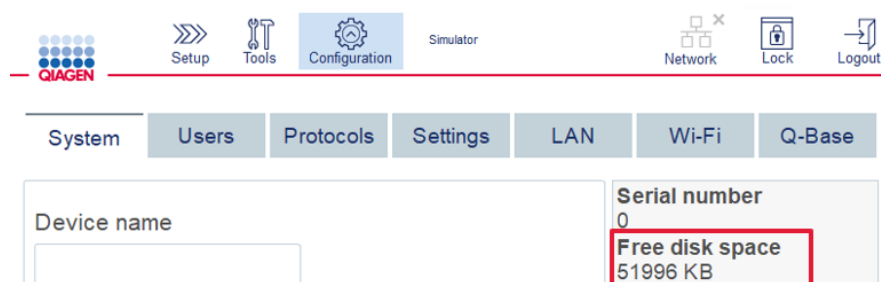 Simulator
Setup Tools Configuration Network Lock Logout
QIAGEN
System Users Protocols Settings LAN Wi-Fi Q-Base
Serial number
0
Device name
Free disk space
51996 KB